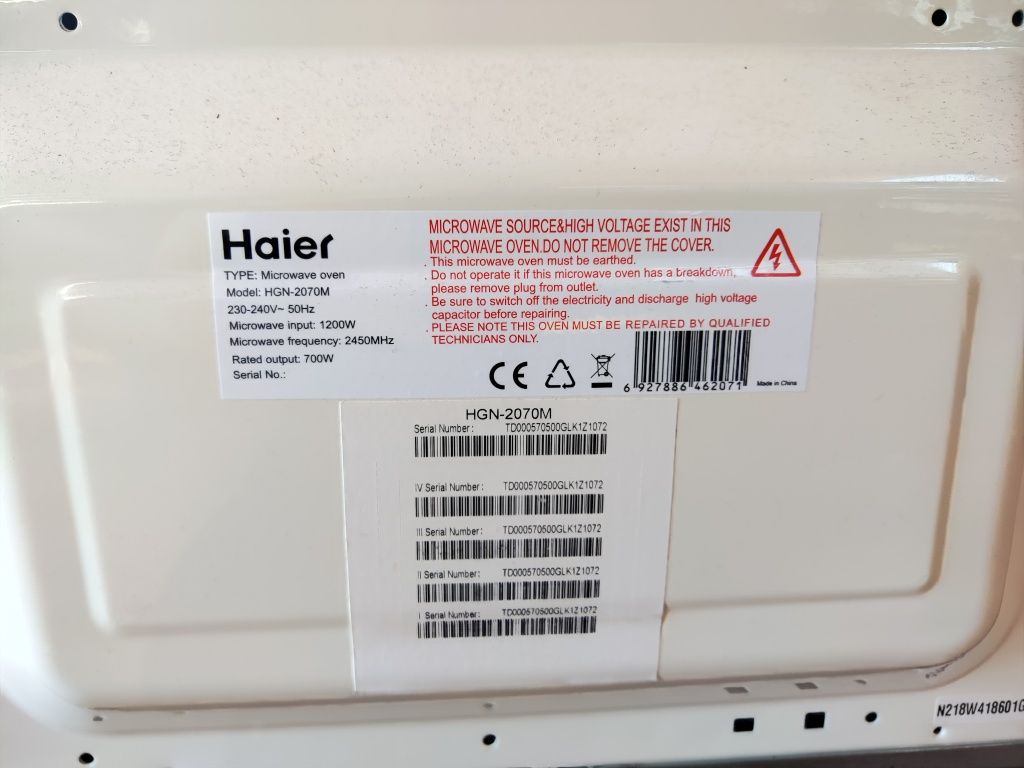 Haier
TYPE: Microwave oven
Model: HGN-2070M
230-240V~ 50Hz
Microwave input: 1200W
Microwave frequency: 2450MHz
Rated output: 700W
Serial No.:
MICROWAVE SOURCE&HIGH VOLTAGE EXIST IN THIS
MICROWAVE OVEN.DO NOT REMOVE THE COVER.
. This microwave oven must be earthed.
. Do not operate it if this microwave oven has a breakdown,
please remove plug from outlet.
. Be sure to switch off the electricity and discharge high voltage
capacitor before repairing.
. PLEASE NOTE THIS OVEN MUST BE REPAIRED BY QUALIFIED
TECHNICIANS ONLY.
CE
6 927886 462071
Made in China
HGN-2070M
Serial Number: TD000570500GLK1Z1072
IV Serial Number: TD000570500GLK1Z1072
III Serial Number: TD000570500GLK1Z1072
II Serial Number: TD000570500GLK1Z1072
I Serial Number: TD000570500GLK1Z1072
N218W418601G